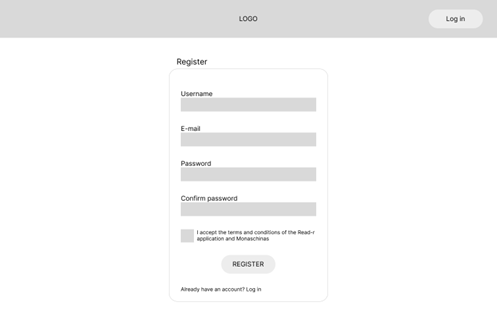 LOGO
Log in
Register
Username
E-mail
Password
Confirm password
I accept the terms and conditions of the Read-r
application and Monaschinas
REGISTER
Already have an account? Log in